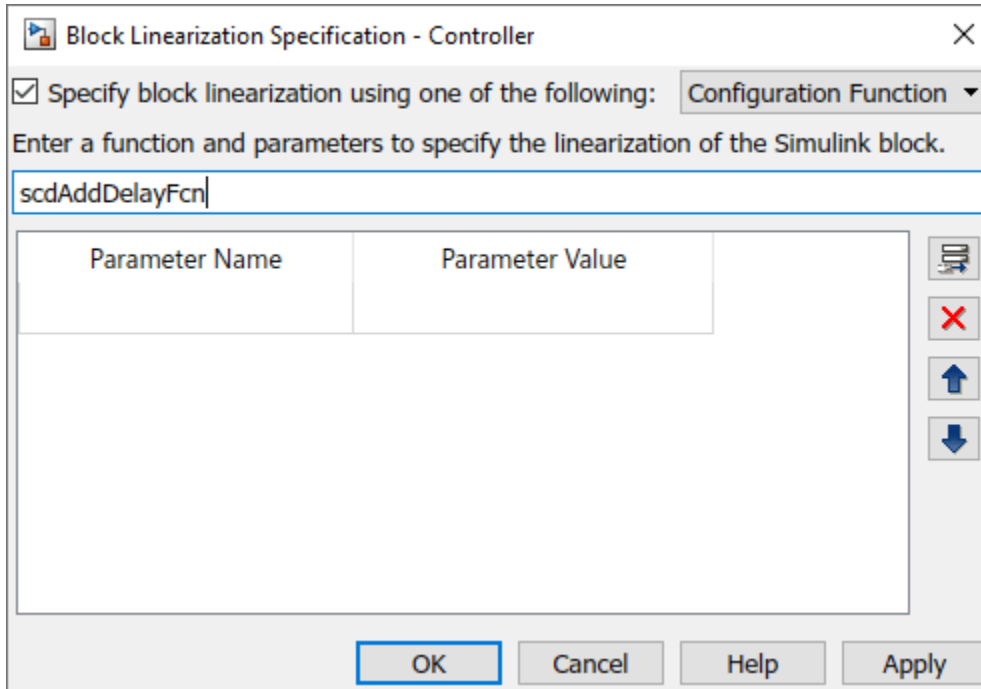 Block Linearization Specification - Controller
Specify block linearization using one of the following: Configuration Function
Enter a function and parameters to specify the linearization of the Simulink block.
scdAddDelayFcn
Parameter Name Parameter Value
OK Cancel Help Apply